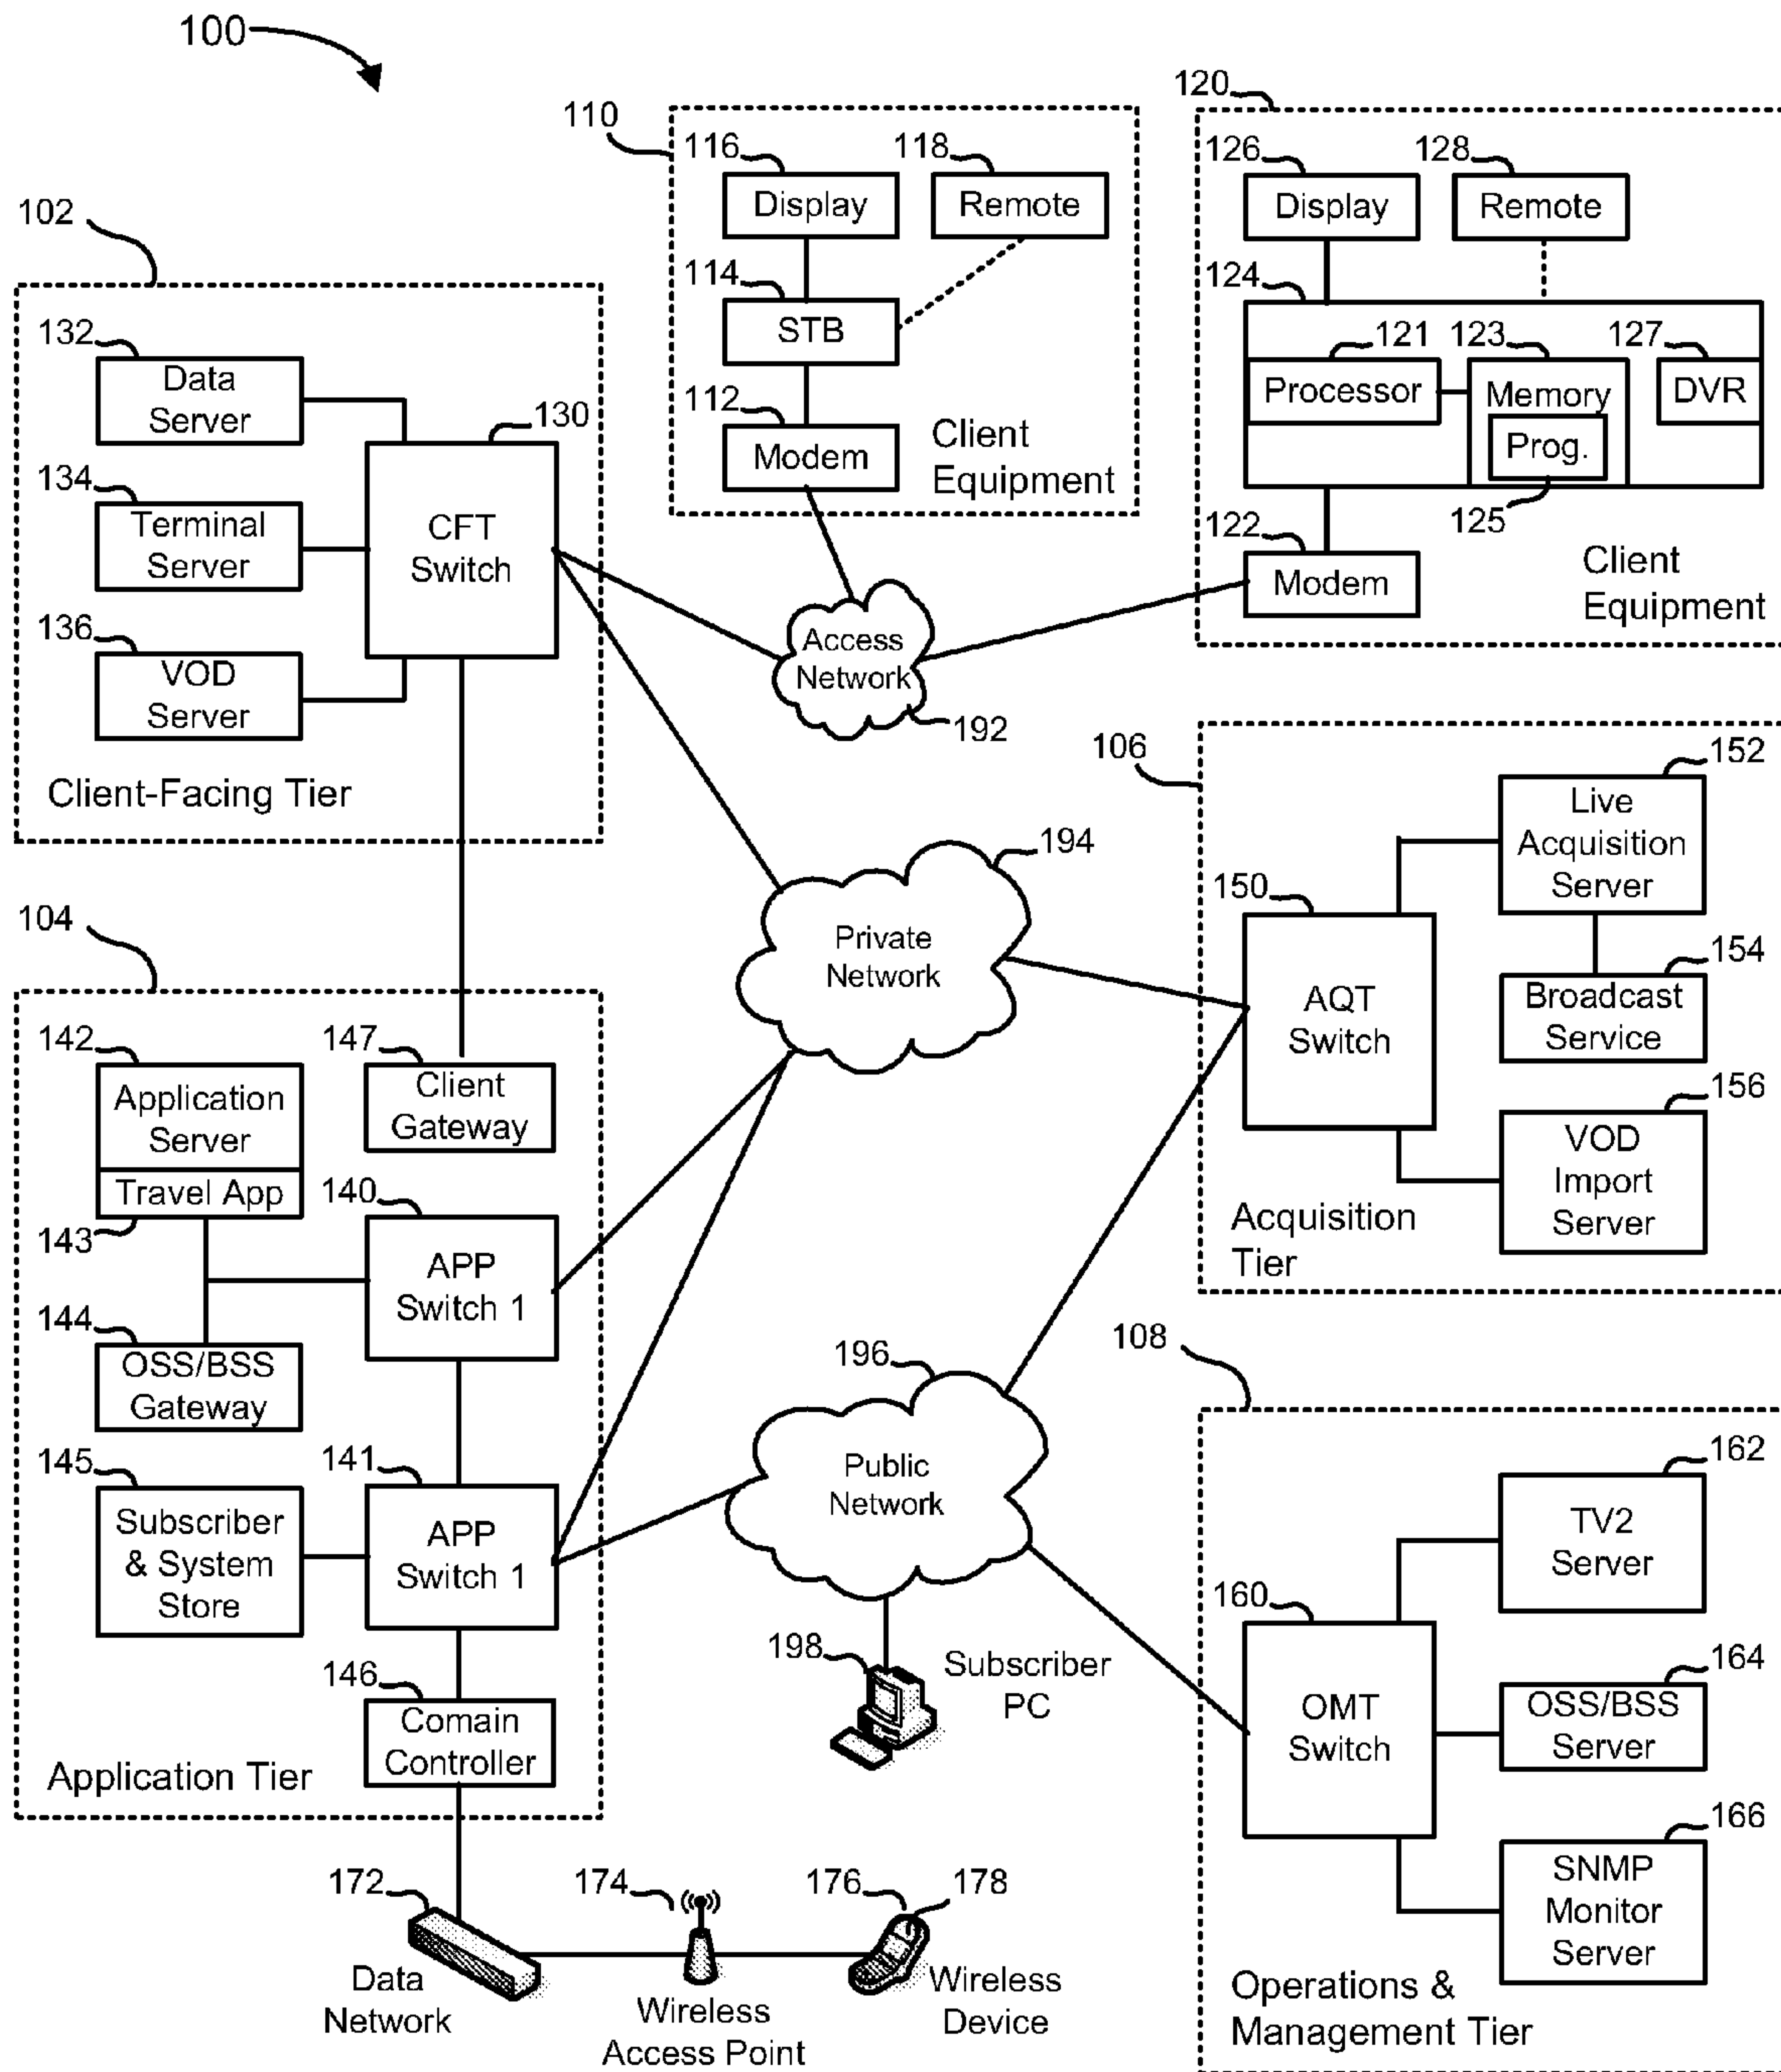 100
110
116
Display
118
Remote
114
STB
112
Modem
Client
Equipment
120
126
Display
128
Remote
124
121
Processor
123
Memory
Prog.
125
127
DVR
122
Modem
Client
Equipment
102
132
Data
Server
134
Terminal
Server
136
VOD
Server
130
CFT
Switch
Client-Facing Tier
Access
Network
192
106
150
AQT
Switch
152
Live
Acquisition
Server
154
Broadcast
Service
156
VOD
Import
Server
Acquisition
Tier
194
Private
Network
104
142
Application
Server
Travel App
143
147
Client
Gateway
140
APP
Switch 1
144
OSS/BSS
Gateway
145
Subscriber
& System
Store
141
APP
Switch 1
146
Comain
Controller
Application Tier
196
Public
Network
198
Subscriber
PC
108
160
OMT
Switch
162
TV2
Server
164
OSS/BSS
Server
166
SNMP
Monitor
Server
Operations &
Management Tier
172
Data
Network
174
Wireless
Access Point
176
178
Wireless
Device